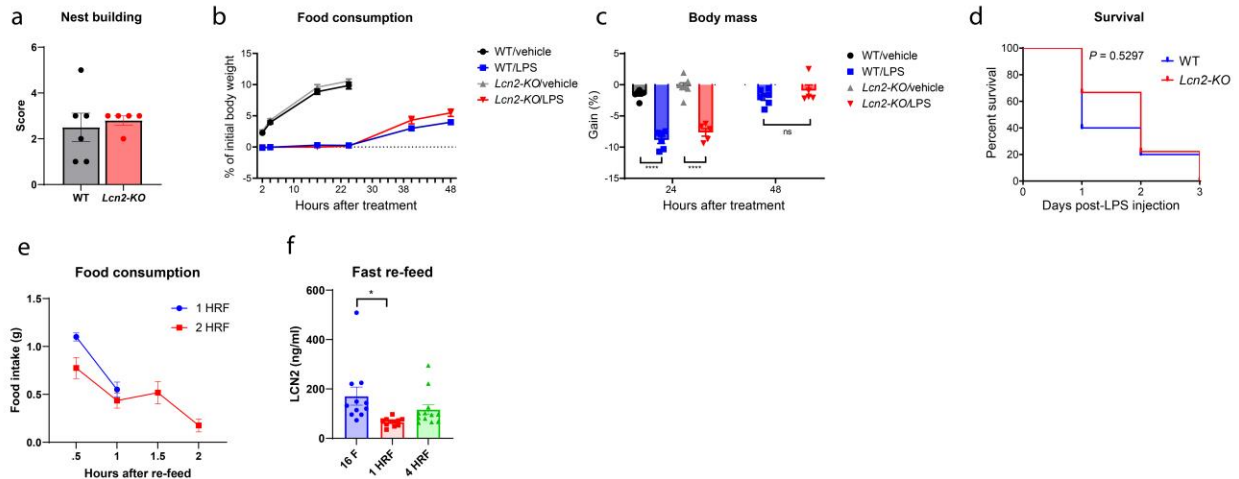 a
Nest building
Score
6
4
2
0
WT
Lcn2-KO
b
Food consumption
% of initial body weight
15
10
5
0
-5
2
10
20
30
40
48
Hours after treatment
WT/vehicle
WT/LPS
Lcn2-KO/vehicle
Lcn2-KO/LPS
c
Body mass
Gain (%)
5
0
-5
-10
-15
****
****
ns
24
48
Hours after treatment
WT/vehicle
WT/LPS
Lcn2-KO/vehicle
Lcn2-KO/LPS
d
Survival
P = 0.5297
Percent survival
100
80
60
40
20
0
1
2
3
Days post-LPS injection
WT
Lcn2-KO
e
Food consumption
Food intake (g)
1.5
1.0
0.5
0.0
.5
1
1.5
2
Hours after re-feed
1 HRF
2 HRF
f
Fast re-feed
LCN2 (ng/ml)
600
400
200
0
*
16 F
1 HRF
4 HRF